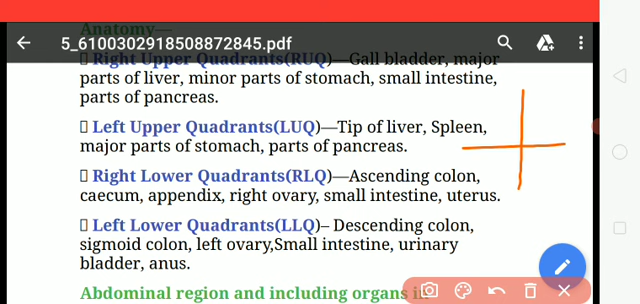 Anatomy—
5_6100302918508872845.pdf
▯ Right Upper Quadrants(RUQ)—Gall bladder, major
parts of liver, minor parts of stomach, small intestine,
parts of pancreas.
▯ Left Upper Quadrants(LUQ)—Tip of liver, Spleen,
major parts of stomach, parts of pancreas.
▯ Right Lower Quadrants(RLQ)—Ascending colon,
caecum, appendix, right ovary, small intestine, uterus.
▯ Left Lower Quadrants(LLQ)– Descending colon,
sigmoid colon, left ovary,Small intestine, urinary
bladder, anus.
Abdominal region and including organs i